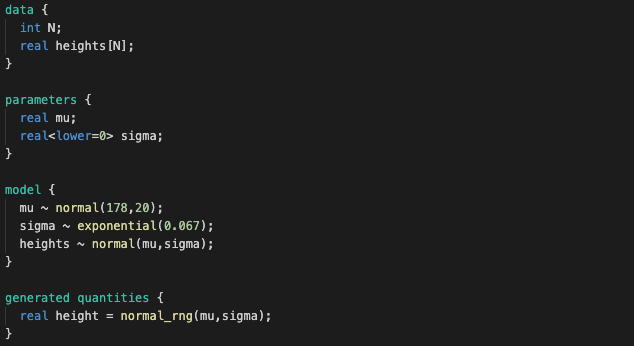 data {
  int N;
  real heights[N];
}

parameters {
  real mu;
  real<lower=0> sigma;
}

model {
  mu ~ normal(178,20);
  sigma ~ exponential(0.067);
  heights ~ normal(mu,sigma);
}

generated quantities {
  real height = normal_rng(mu,sigma);
}